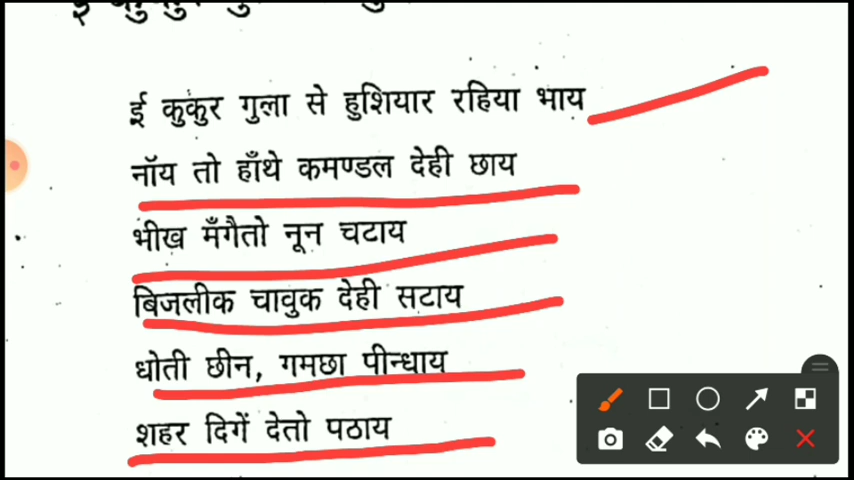 ई कुकुर गुला से हुशियार रहिया भाय
नॉय तो हाँथे कमण्डल देही छाय
भीख मँगैतो नून चटाय
बिजलीक चावुक देही सटाय
धोती छीन, गमछा पीन्धाय
शहर दिगें देतो पठाय